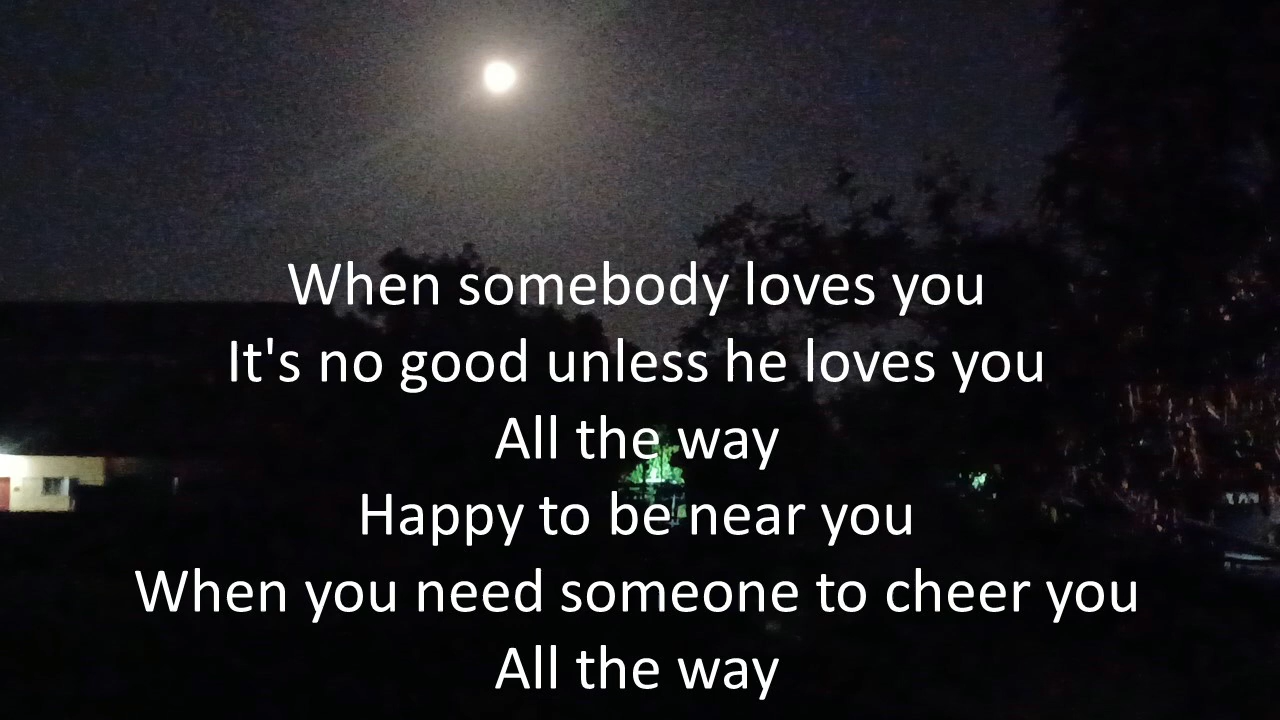 When somebody loves you
It's no good unless he loves you
All the way
Happy to be near you
When you need someone to cheer you
All the way